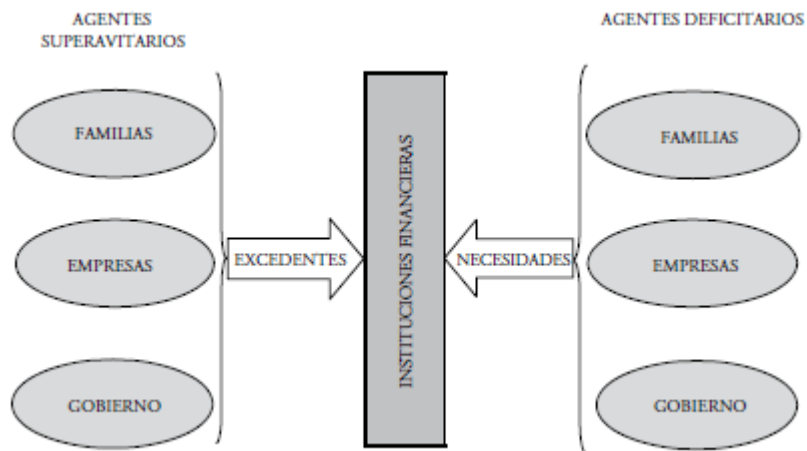 AGENTES
SUPERAVITARIOS
AGENTES DEFICITARIOS
FAMILIAS
EMPRESAS
GOBIERNO
EXCEDENTES
INSTITUCIONES FINANCIERAS
NECESIDADES
FAMILIAS
EMPRESAS
GOBIERNO